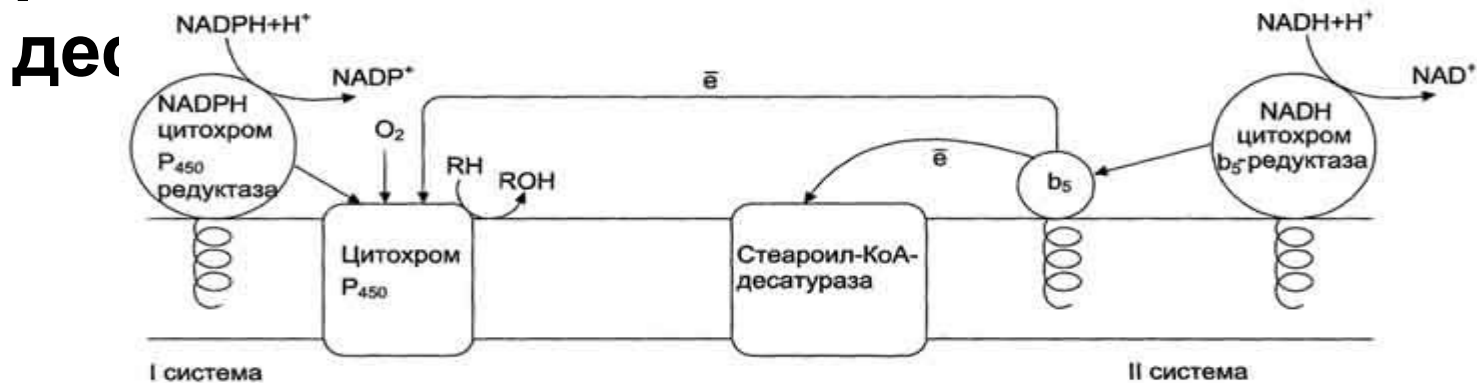 NADPH+H⁺
NADP⁺
NADPH
цитохром
P₄₅₀
редуктаза
O₂
RH
ROH
Цитохром
P₄₅₀
I система
ē
ē
Стеароил-КоА-
десатураза
b₅
NADH+H⁺
NAD⁺
NADH
цитохром
b₅-редуктаза
II система